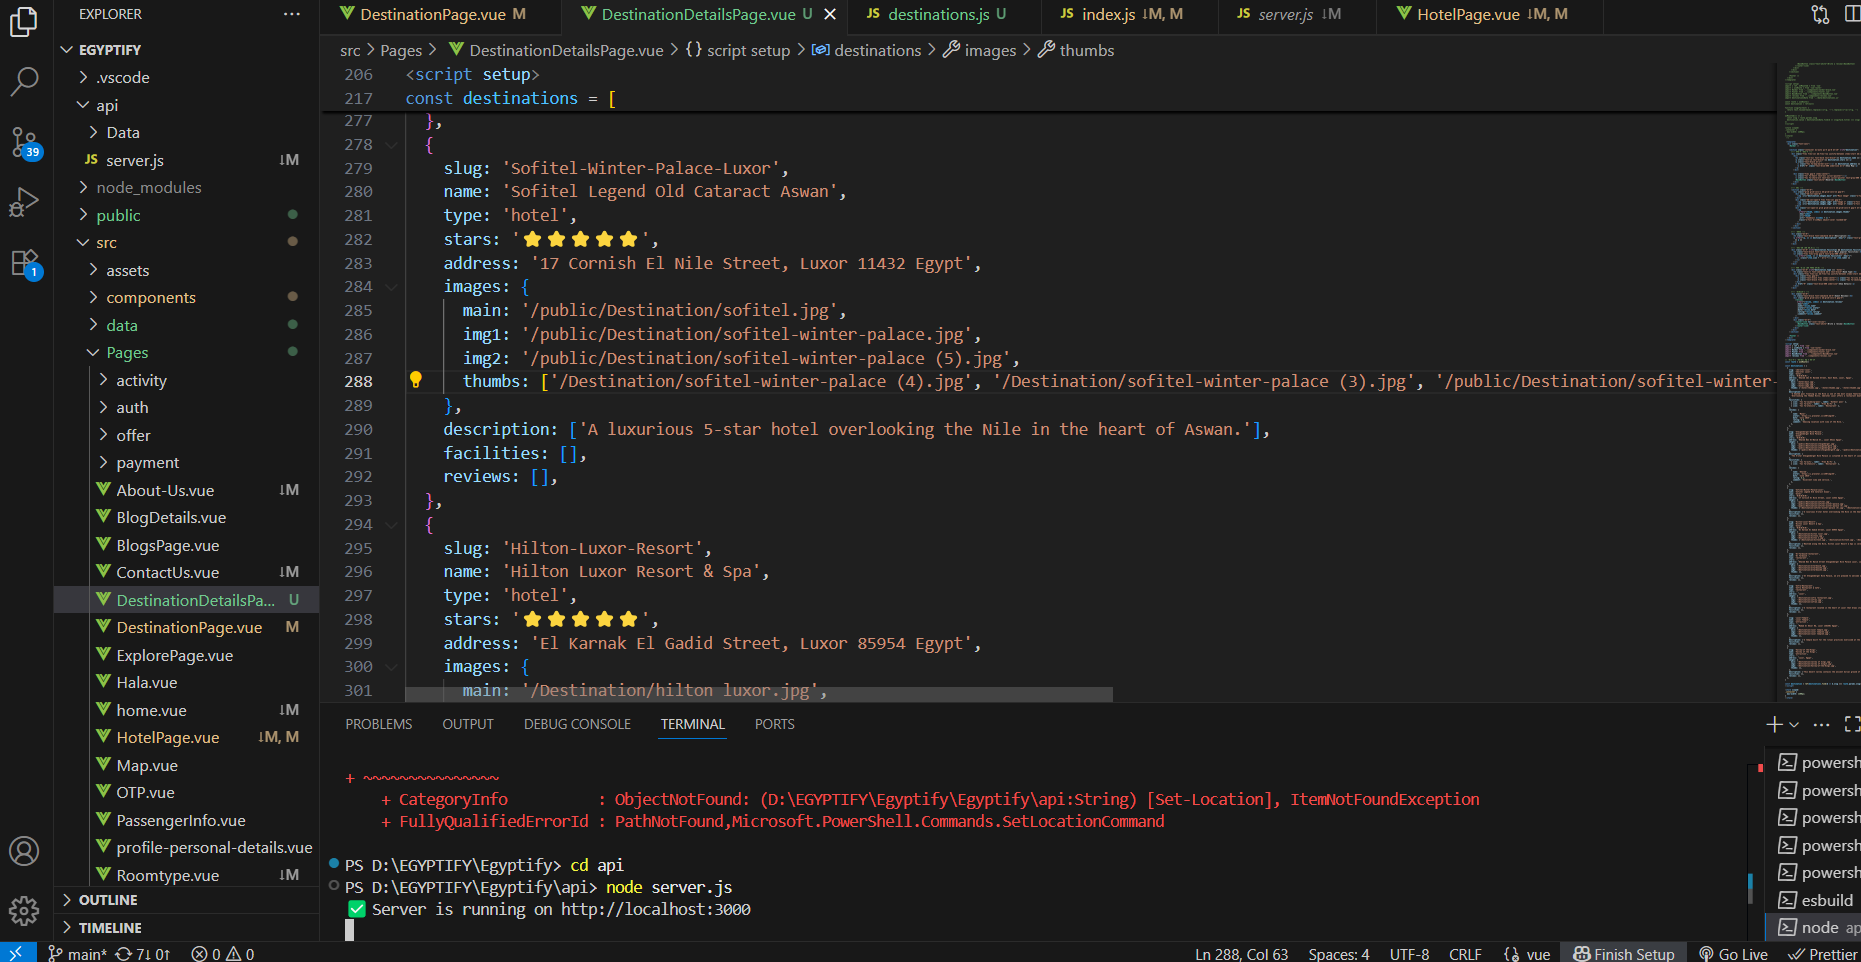 EXPLORER
EGYPTIFY
.vscode
api
Data
JS server.js ↓M
node_modules
public
src
assets
components
data
Pages
activity
auth
offer
payment
About-Us.vue ↓M
BlogDetails.vue
BlogsPage.vue
ContactUs.vue ↓M
DestinationDetailsPa... U
DestinationPage.vue M
ExplorePage.vue
Hala.vue
home.vue ↓M
HotelPage.vue ↓M, M
Map.vue
OTP.vue
PassengerInfo.vue
profile-personal-details.vue
Roomtype.vue ↓M
OUTLINE
TIMELINE
39
1
DestinationPage.vue M
DestinationDetailsPage.vue U
JS destinations.js U
JS index.js ↓M, M
JS server.js ↓M
HotelPage.vue ↓M, M
src > Pages > DestinationDetailsPage.vue > {} script setup > destinations > images > thumbs
206 <script setup>
217 const destinations = [
277 },
278 {
279 slug: 'Sofitel-Winter-Palace-Luxor',
280 name: 'Sofitel Legend Old Cataract Aswan',
281 type: 'hotel',
282 stars: '⭐⭐⭐⭐⭐',
283 address: '17 Cornish El Nile Street, Luxor 11432 Egypt',
284 images: {
285 main: '/public/Destination/sofitel.jpg',
286 img1: '/public/Destination/sofitel-winter-palace.jpg',
287 img2: '/public/Destination/sofitel-winter-palace (5).jpg',
288 thumbs: ['/Destination/sofitel-winter-palace (4).jpg', '/Destination/sofitel-winter-palace (3).jpg', '/public/Destination/sofitel-winter-
289 },
290 description: ['A luxurious 5-star hotel overlooking the Nile in the heart of Aswan.'],
291 facilities: [],
292 reviews: [],
293 },
294 {
295 slug: 'Hilton-Luxor-Resort',
296 name: 'Hilton Luxor Resort & Spa',
297 type: 'hotel',
298 stars: '⭐⭐⭐⭐⭐',
299 address: 'El Karnak El Gadid Street, Luxor 85954 Egypt',
300 images: {
301 main: '/Destination/hilton luxor.jpg',
PROBLEMS OUTPUT DEBUG CONSOLE TERMINAL PORTS
+ ~~~~~~~~~~~~~~~
+ CategoryInfo : ObjectNotFound: (D:\EGYPTIFY\Egyptify\Egyptify\api:String) [Set-Location], ItemNotFoundException
+ FullyQualifiedErrorId : PathNotFound,Microsoft.PowerShell.Commands.SetLocationCommand
PS D:\EGYPTIFY\Egyptify> cd api
PS D:\EGYPTIFY\Egyptify\api> node server.js
✅ Server is running on http://localhost:3000
powersh
powersh
powersh
powersh
powersh
esbuild
node ap
main* 7↓ 0↑ 0 0 Ln 288, Col 63 Spaces: 4 UTF-8 CRLF {} vue Finish Setup Go Live Prettier